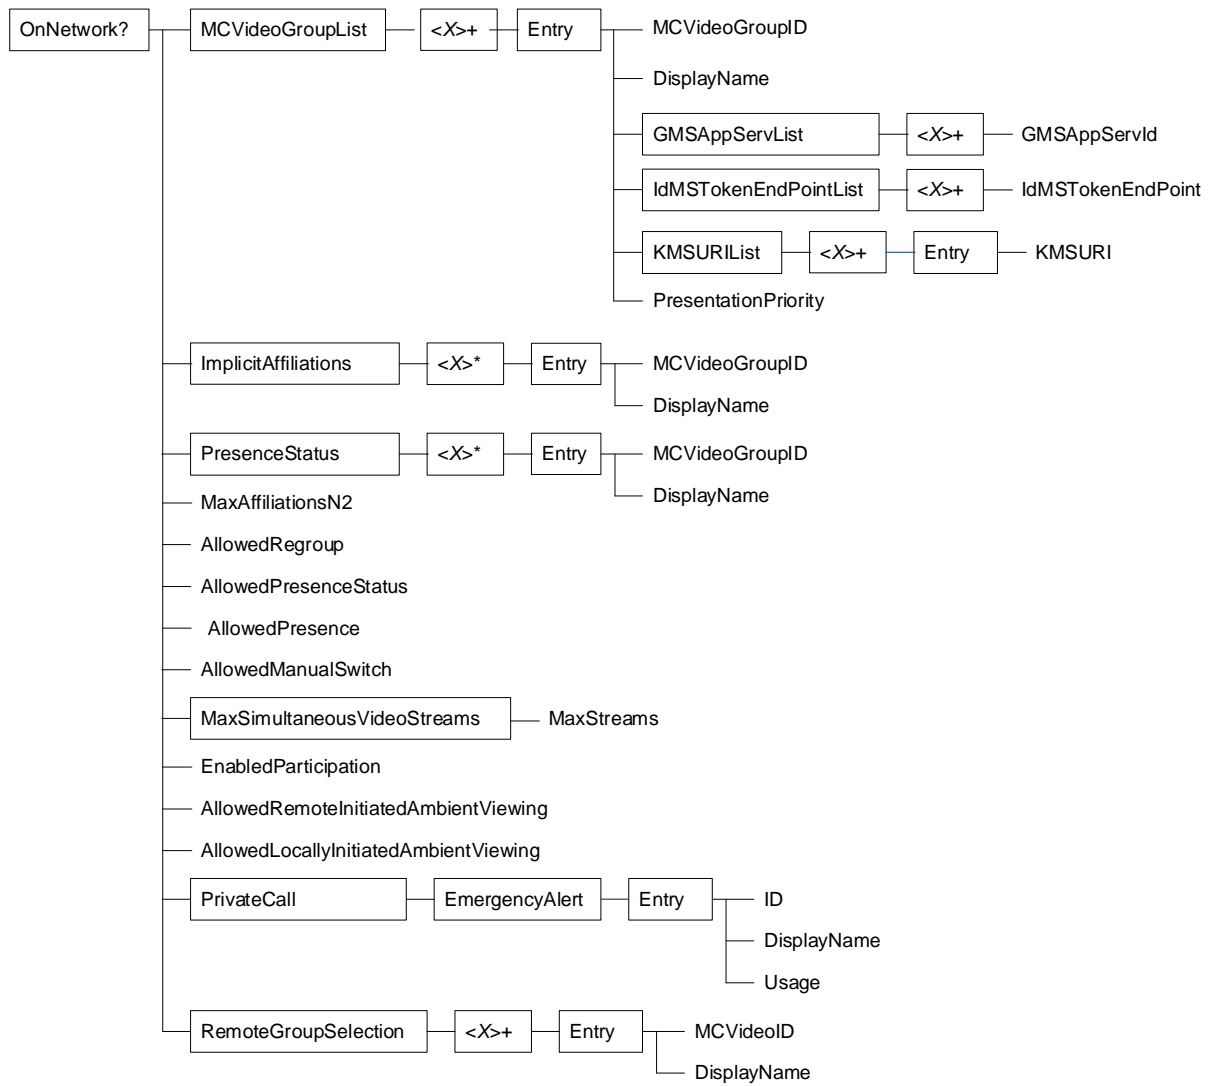 OnNetwork? MCVideoGroupList <X>+ Entry MCVideoGroupID
DisplayName
GMSAppServList <X>+ GMSAppServId
IdMSTokenEndPointList <X>+ IdMSTokenEndPoint
KMSURIList <X>+ Entry KMSURI
PresentationPriority
ImplicitAffiliations <X>* Entry MCVideoGroupID
DisplayName
PresenceStatus <X>* Entry MCVideoGroupID
DisplayName
MaxAffiliationsN2
AllowedRegroup
AllowedPresenceStatus
AllowedPresence
AllowedManualSwitch
MaxSimultaneousVideoStreams MaxStreams
EnabledParticipation
AllowedRemoteInitiatedAmbientViewing
AllowedLocallyInitiatedAmbientViewing
PrivateCall EmergencyAlert Entry ID
DisplayName
Usage
RemoteGroupSelection <X>+ Entry MCVideoID
DisplayName